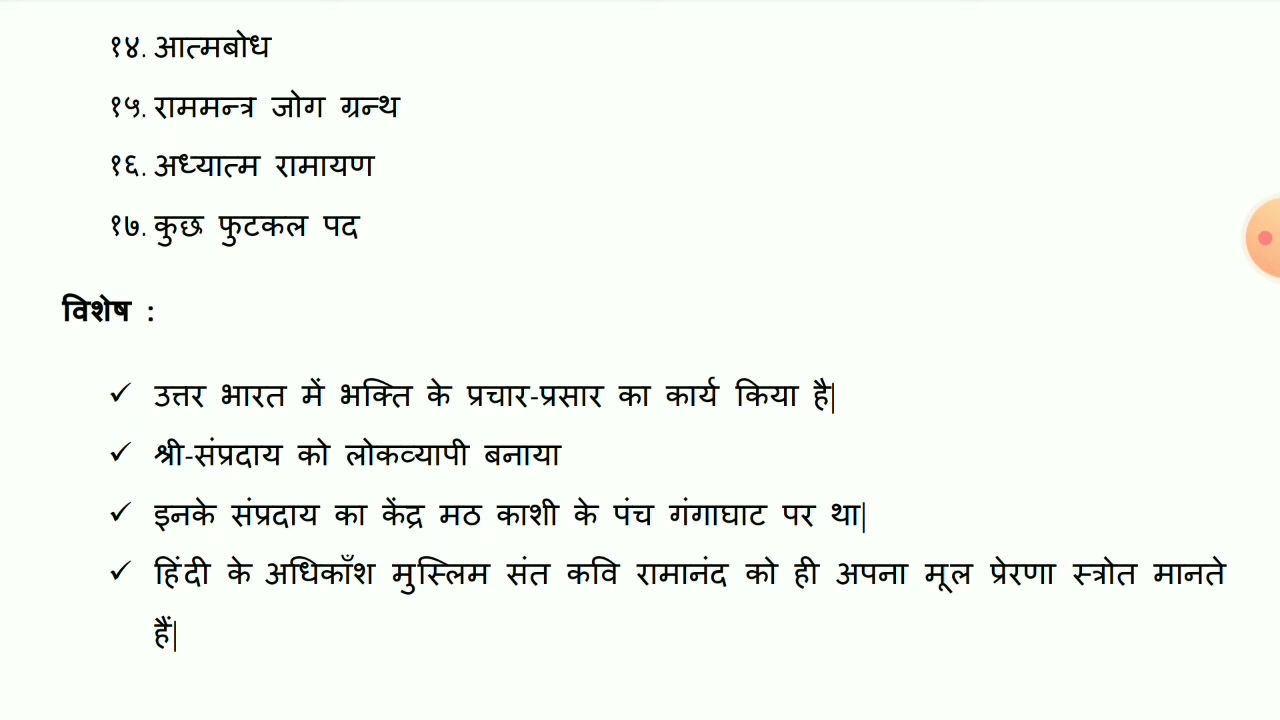 १४. आत्मबोध
१५. राममन्त्र जोग ग्रन्थ
१६. अध्यात्म रामायण
१७. कुछ फुटकल पद
विशेष :
✓ उत्तर भारत में भक्ति के प्रचार-प्रसार का कार्य किया है|
✓ श्री-संप्रदाय को लोकव्यापी बनाया
✓ इनके संप्रदाय का केंद्र मठ काशी के पंच गंगाघाट पर था|
✓ हिंदी के अधिकाँश मुस्लिम संत कवि रामानंद को ही अपना मूल प्रेरणा स्त्रोत मानते
हैं|